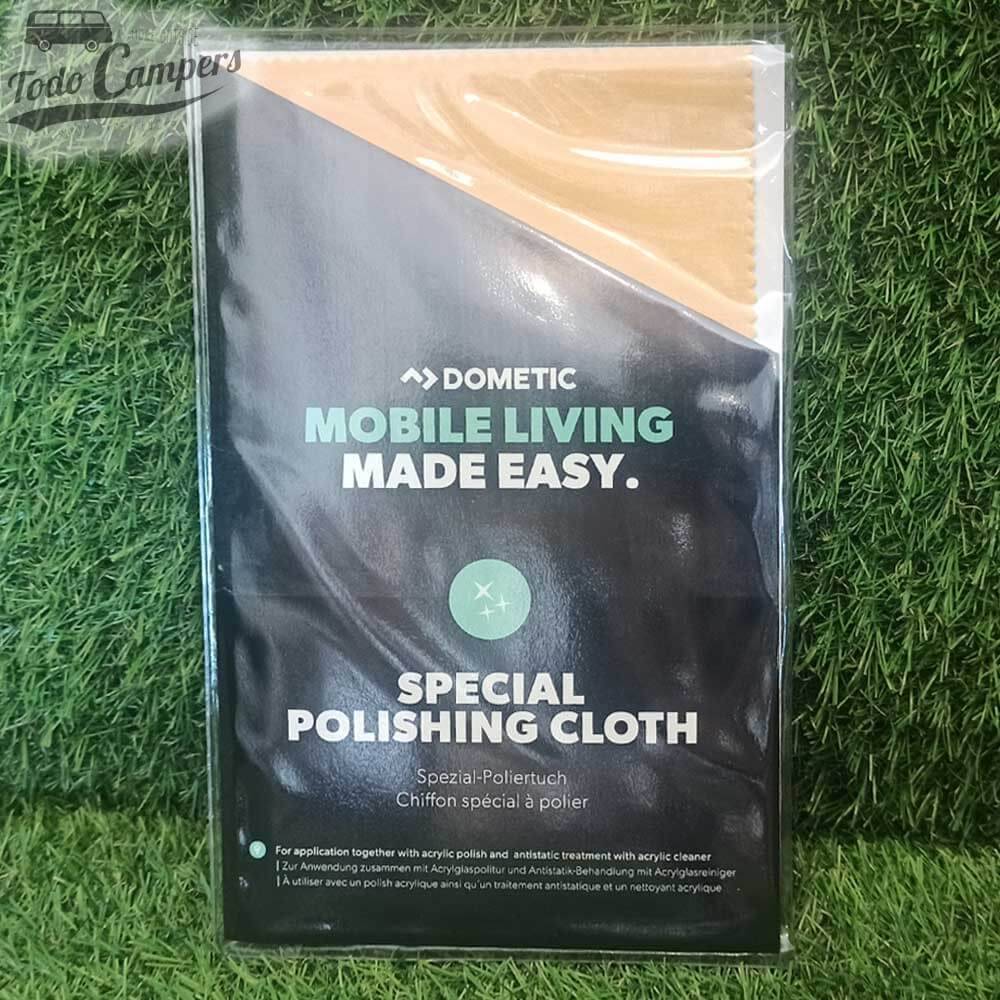 Todo Campers
DOMETIC
MOBILE LIVING
MADE EASY.
SPECIAL
POLISHING CLOTH
Spezial-Poliertuch
Chiffon spécial à polier
For application together with acrylic polish and antistatic treatment with acrylic cleaner
| Zur Anwendung zusammen mit Acrylglaspolitur und Antistatik-Behandlung mit Acrylglasreiniger
| À utiliser avec un polish acrylique ainsi qu'un traitement antistatique et un nettoyant acrylique